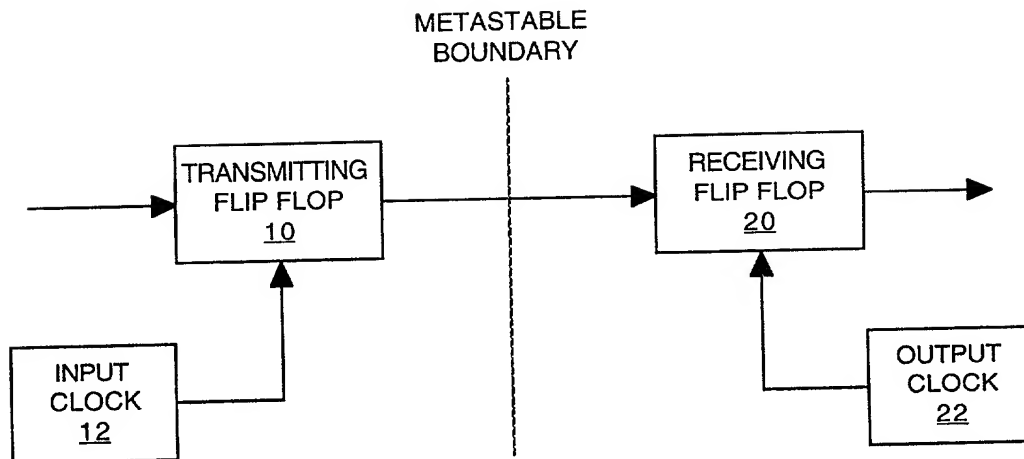 METASTABLE
BOUNDARY
TRANSMITTING
FLIP FLOP
10
RECEIVING
FLIP FLOP
20
INPUT
CLOCK
12
OUTPUT
CLOCK
22